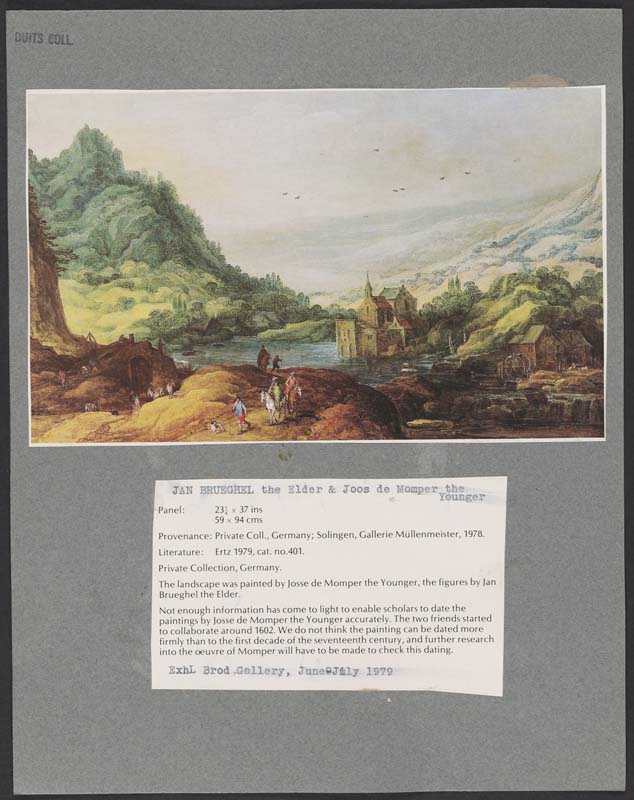 DUITS COLL.
JAN BRUEGHEL the Elder & Joos de Momper the
Younger
Panel: 23¼ × 37 ins
59 × 94 cms
Provenance: Private Coll., Germany; Solingen, Gallerie Müllenmeister, 1978.
Literature: Ertz 1979, cat. no.401.
Private Collection, Germany.
The landscape was painted by Josse de Momper the Younger, the figures by Jan
Brueghel the Elder.
Not enough information has come to light to enable scholars to date the
paintings by Josse de Momper the Younger accurately. The two friends started
to collaborate around 1602. We do not think the painting can be dated more
firmly than to the first decade of the seventeenth century, and further research
into the oeuvre of Momper will have to be made to check this dating.
ExhL Brod.Gallery, June-July 1979